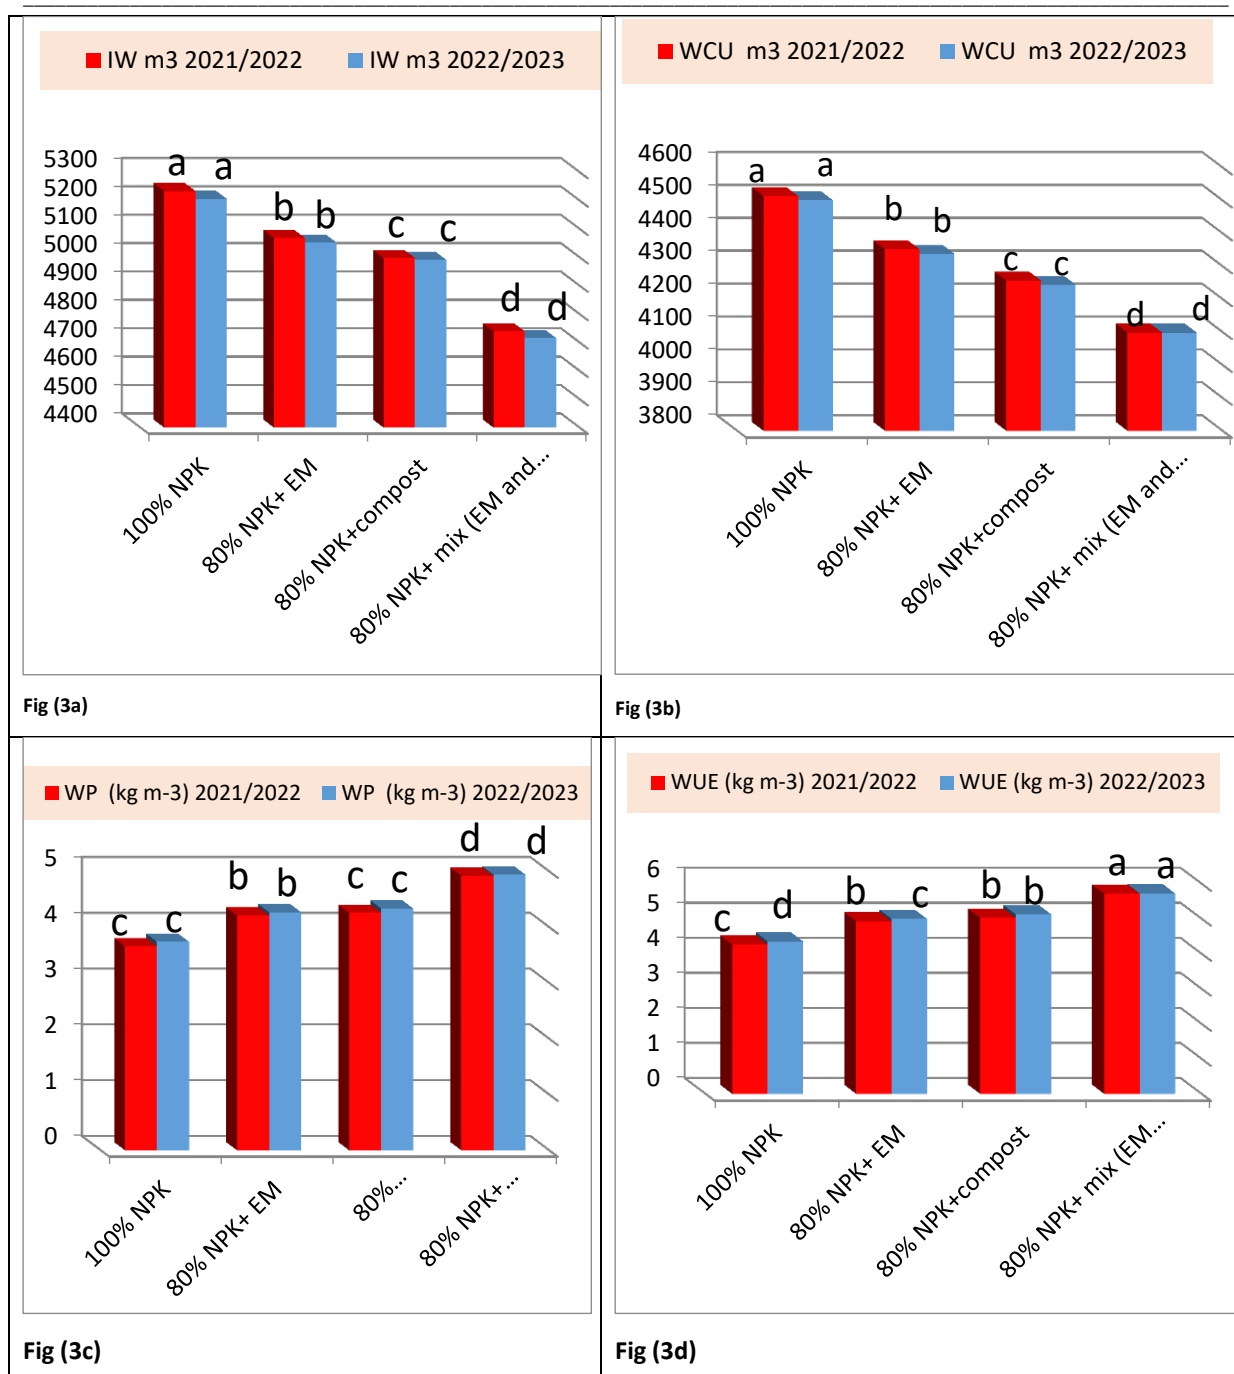 IW m3 2021/2022 IW m3 2022/2023
a a
b b
c c
d d
5300
5200
5100
5000
4900
4800
4700
4600
4500
4400
100% NPK
80% NPK+ EM
80% NPK+compost
80% NPK+ mix (EM and...
Fig (3a)
WCU m3 2021/2022 WCU m3 2022/2023
a a
b b
c c
d d
4600
4500
4400
4300
4200
4100
4000
3900
3800
100% NPK
80% NPK+ EM
80% NPK+compost
80% NPK+ mix (EM and...
Fig (3b)
WP (kg m-3) 2021/2022 WP (kg m-3) 2022/2023
c c
b b
c c
d d
5
4
3
2
1
0
100% NPK
80% NPK+ EM
80%...
80% NPK+...
Fig (3c)
WUE (kg m-3) 2021/2022 WUE (kg m-3) 2022/2023
c d
b c
b b
a a
6
5
4
3
2
1
0
100% NPK
80% NPK+ EM
80% NPK+compost
80% NPK+ mix (EM...
Fig (3d)